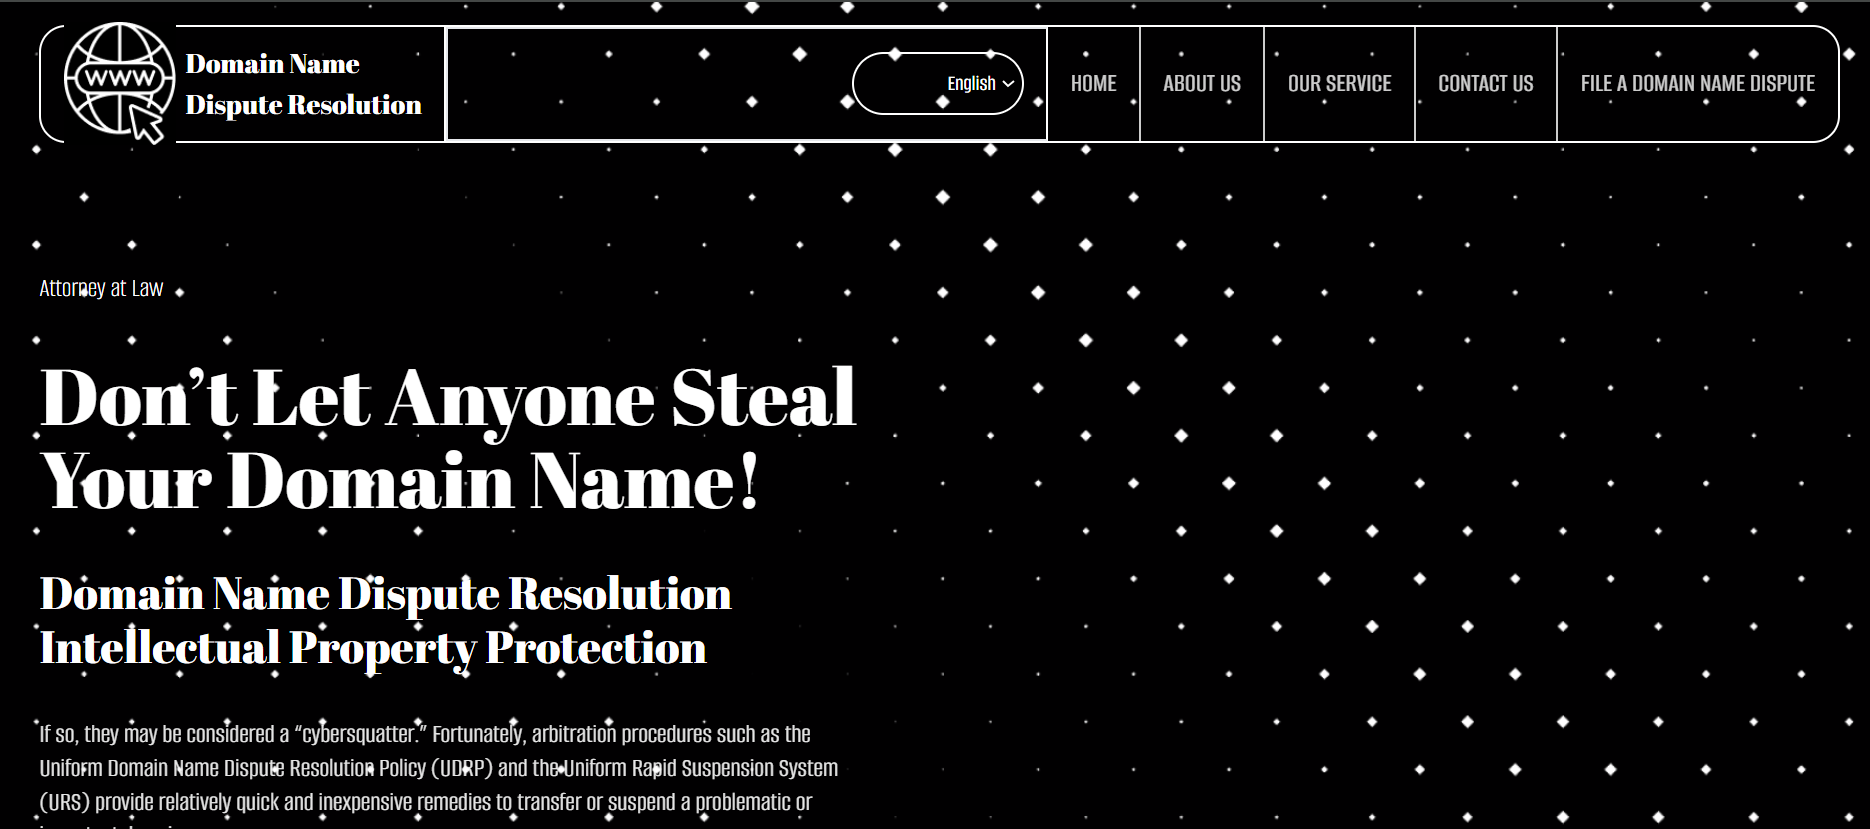 www
Domain Name
Dispute Resolution
English
HOME
ABOUT US
OUR SERVICE
CONTACT US
FILE A DOMAIN NAME DISPUTE
Attorney at Law
Don’t Let Anyone Steal
Your Domain Name!
Domain Name Dispute Resolution
Intellectual Property Protection
If so, they may be considered a “cybersquatter.” Fortunately, arbitration procedures such as the
Uniform Domain Name Dispute Resolution Policy (UDRP) and the Uniform Rapid Suspension System
(URS) provide relatively quick and inexpensive remedies to transfer or suspend a problematic or